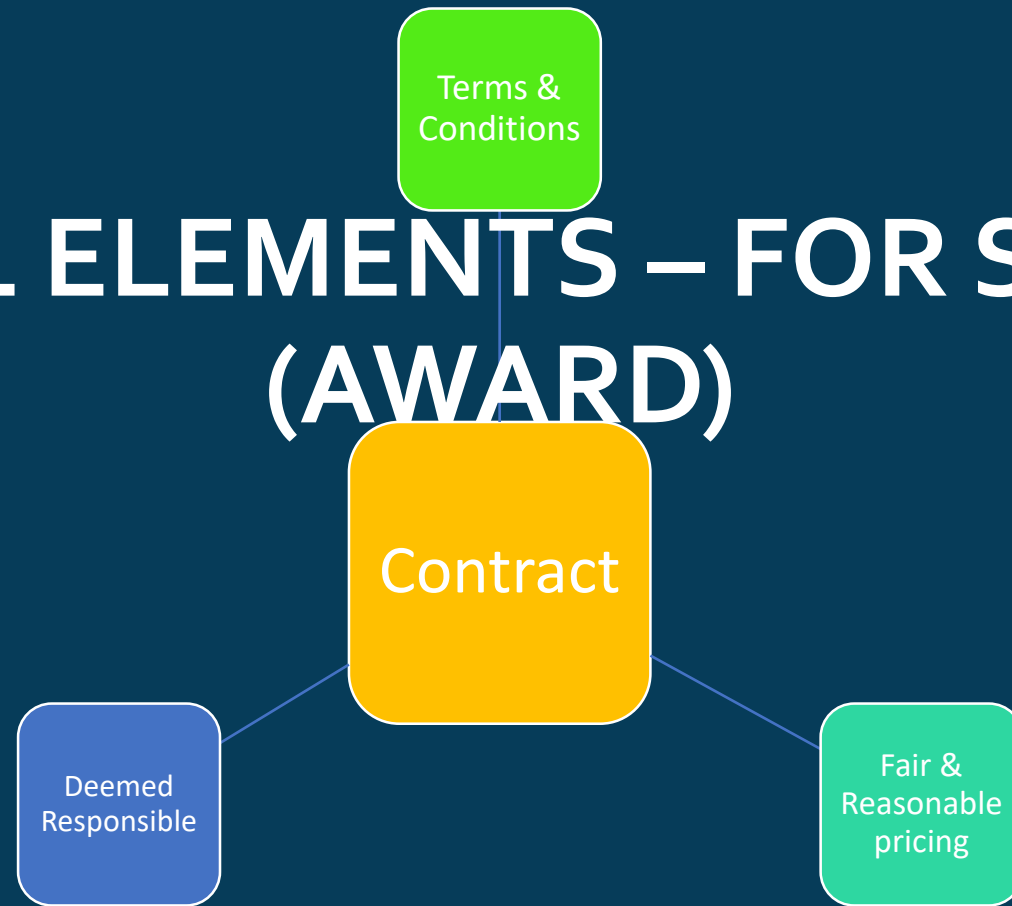 Terms &
Conditions
ELEMENTS – FOR
(AWARD)
Contract
Deemed
Responsible
Fair &
Reasonable
pricing